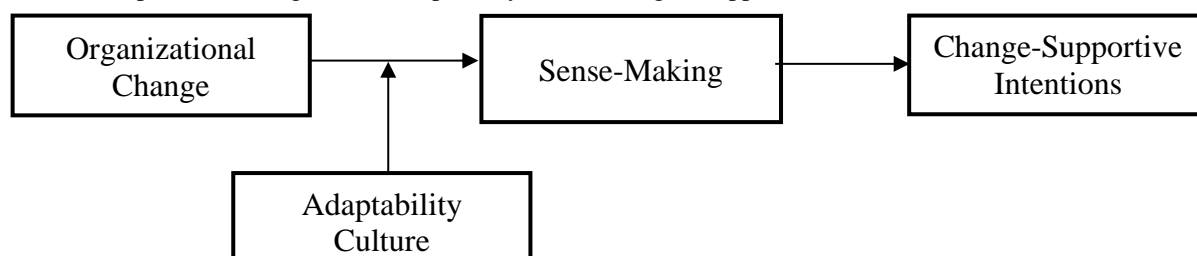 Organizational
Change
Sense-Making
Change-Supportive
Intentions
Adaptability
Culture